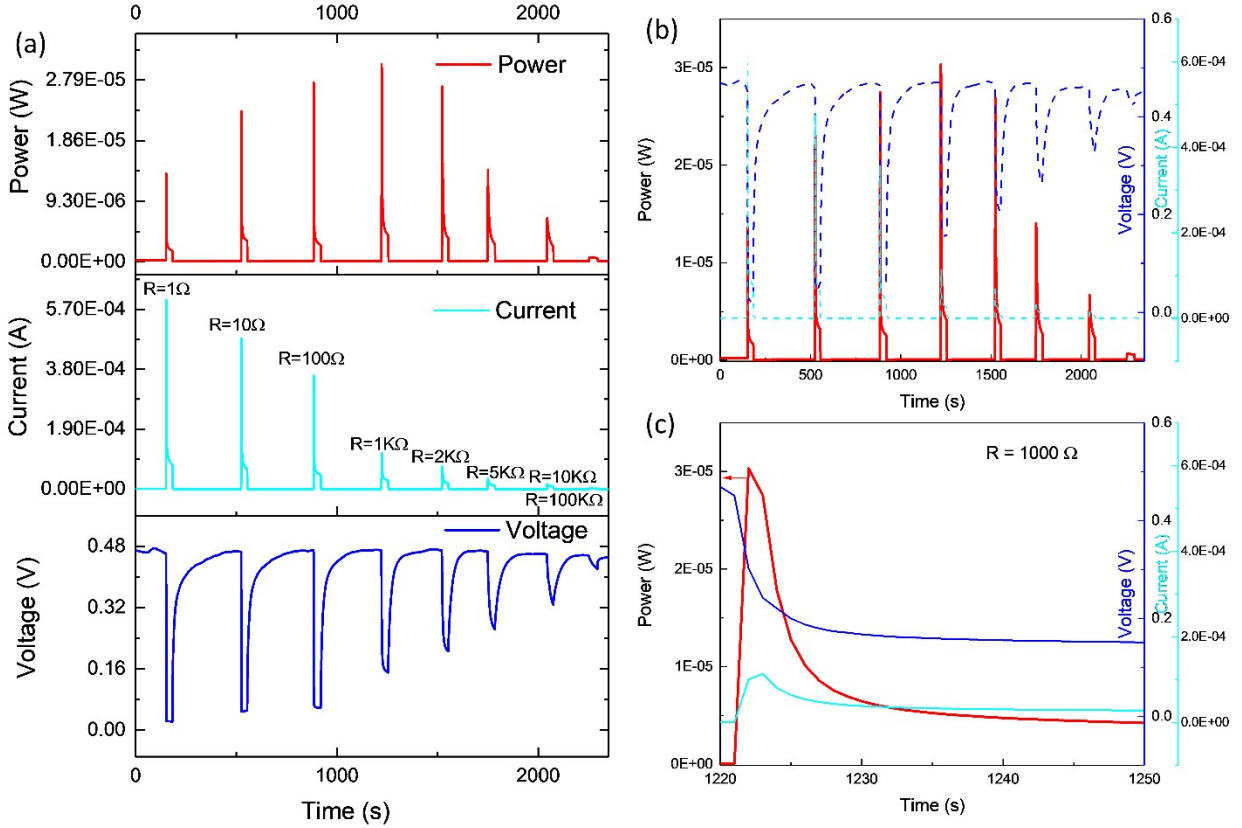 (a)
0 1000 2000
Power (W)
2.79E-05
1.86E-05
9.30E-06
0.00E+00
Power
Current (A)
5.70E-04
3.80E-04
1.90E-04
0.00E+00
Current
R=1Ω
R=10Ω
R=100Ω
R=1KΩ
R=2KΩ
R=5KΩ
R=10KΩ
R=100KΩ
Voltage (V)
0.48
0.32
0.16
0.00
Voltage
0 1000 2000
Time (s)
(b)
Power (W)
3E-05
2E-05
1E-05
0E+00
0 500 1000 1500 2000
Time (s)
Voltage (V)
0.6
0.4
0.2
0.0
Current (A)
6.0E-04
4.0E-04
2.0E-04
0.0E+00
(c)
R = 1000 Ω
Power (W)
3E-05
2E-05
1E-05
0E+00
1220 1230 1240 1250
Time (s)
Voltage (V)
0.6
0.4
0.2
0.0
Current (A)
6.0E-04
4.0E-04
2.0E-04
0.0E+00